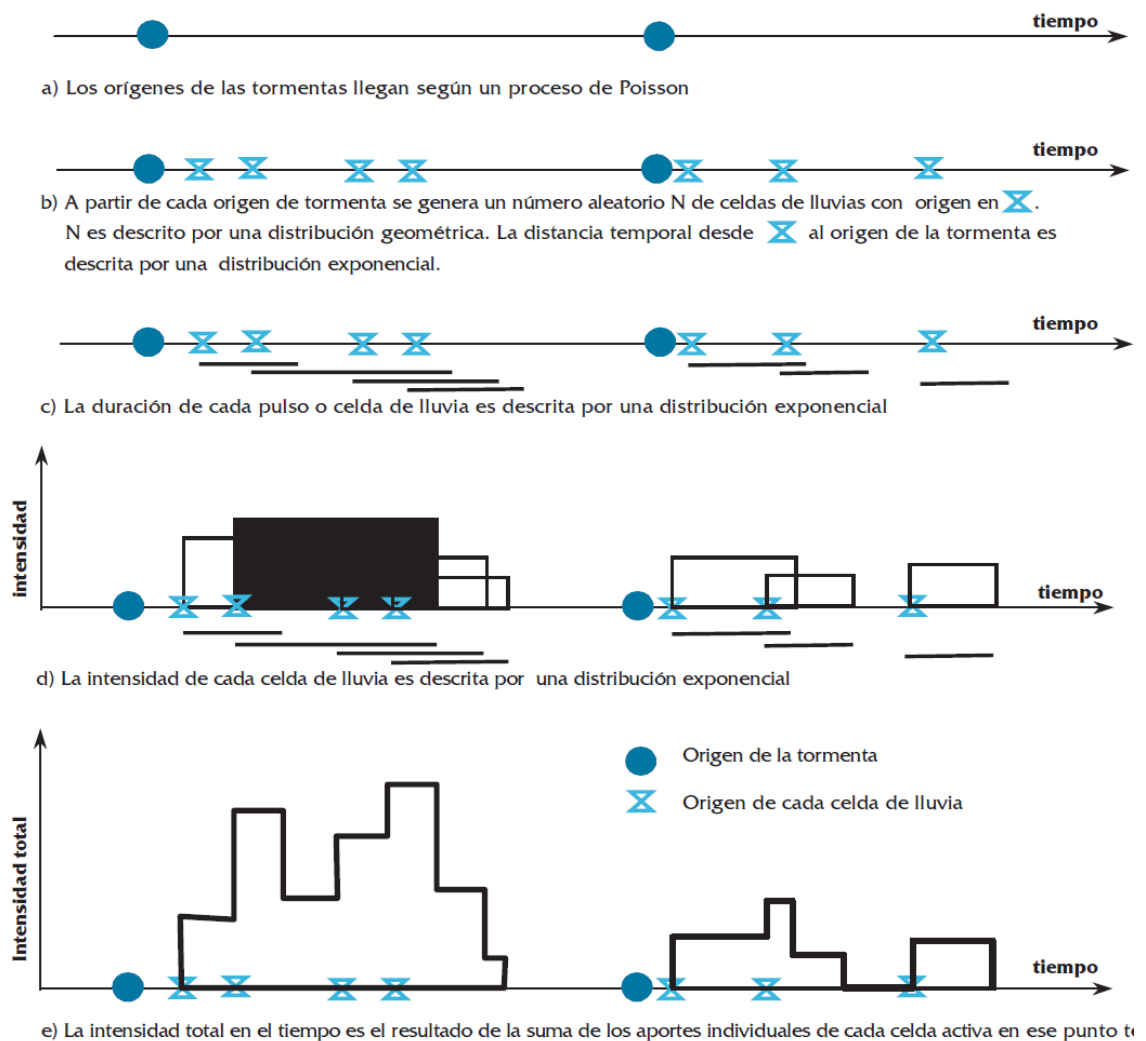 tiempo
a) Los orígenes de las tormentas llegan según un proceso de Poisson
tiempo
b) A partir de cada origen de tormenta se genera un número aleatorio N de celdas de lluvias con origen en .
N es descrito por una distribución geométrica. La distancia temporal desde al origen de la tormenta es
descrita por una distribución exponencial.
tiempo
c) La duración de cada pulso o celda de lluvia es descrita por una distribución exponencial
intensidad
tiempo
d) La intensidad de cada celda de lluvia es descrita por una distribución exponencial
Intensidad total
Origen de la tormenta
Origen de cada celda de lluvia
tiempo
e) La intensidad total en el tiempo es el resultado de la suma de los aportes individuales de cada celda activa en ese punto